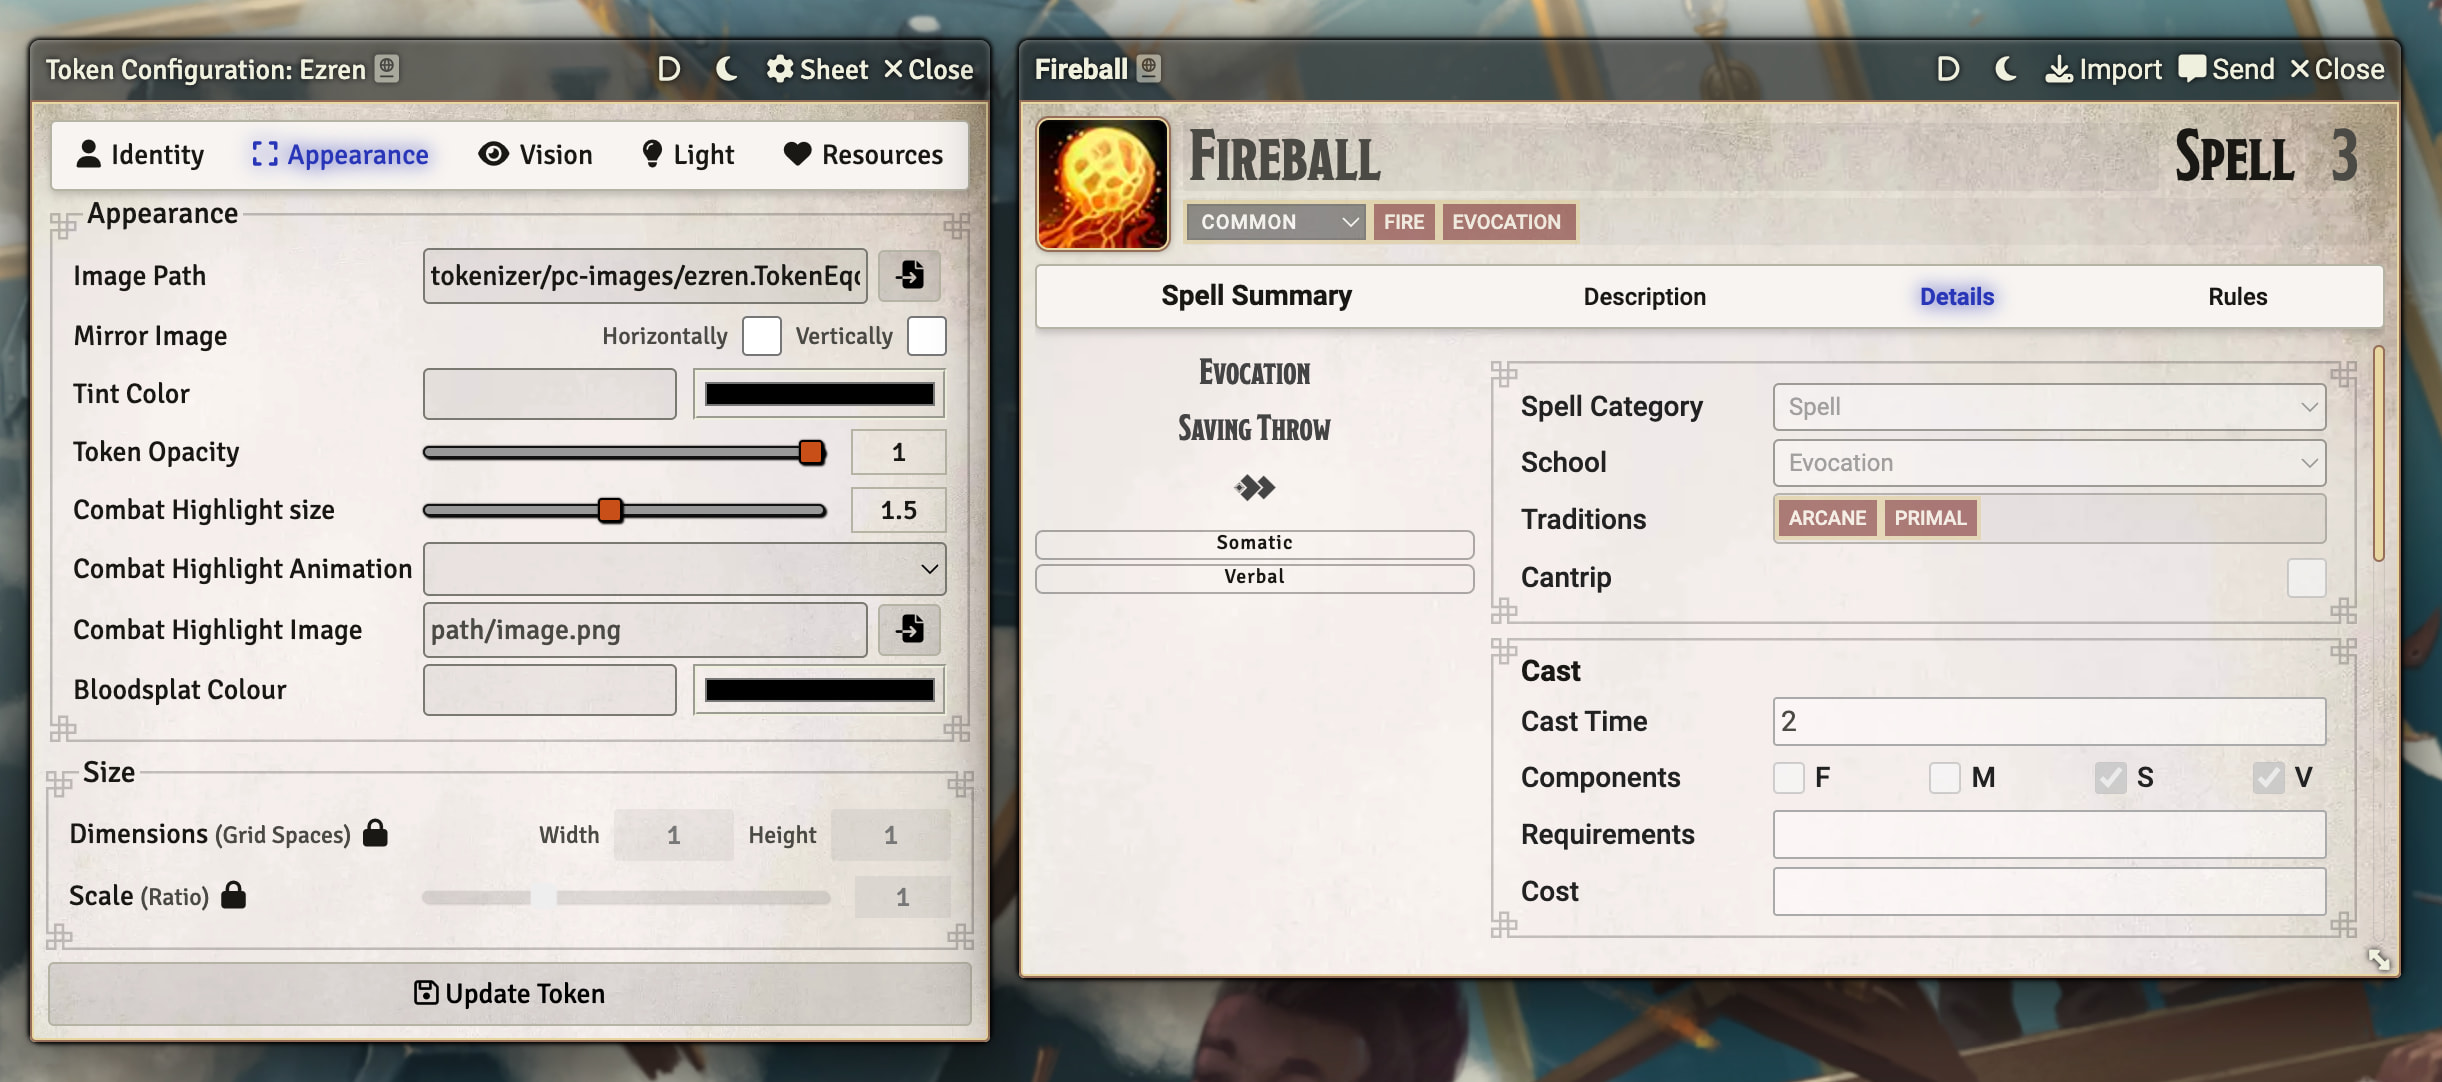 Token Configuration: Ezren D Sheet Close
Identity Appearance Vision Light Resources
Appearance
Image Path tokenizer/pc-images/ezren.TokenEqc
Mirror Image Horizontally Vertically
Tint Color
Token Opacity 1
Combat Highlight size 1.5
Combat Highlight Animation
Combat Highlight Image path/image.png
Bloodsplat Colour
Size
Dimensions (Grid Spaces) Width 1 Height 1
Scale (Ratio) 1
Update Token
Fireball D Import Send Close
FIREBALL SPELL 3
COMMON FIRE EVOCATION
Spell Summary Description Details Rules
EVOCATION
SAVING THROW
Somatic
Verbal
Spell Category Spell
School Evocation
Traditions ARCANE PRIMAL
Cantrip
Cast
Cast Time 2
Components F M S V
Requirements
Cost